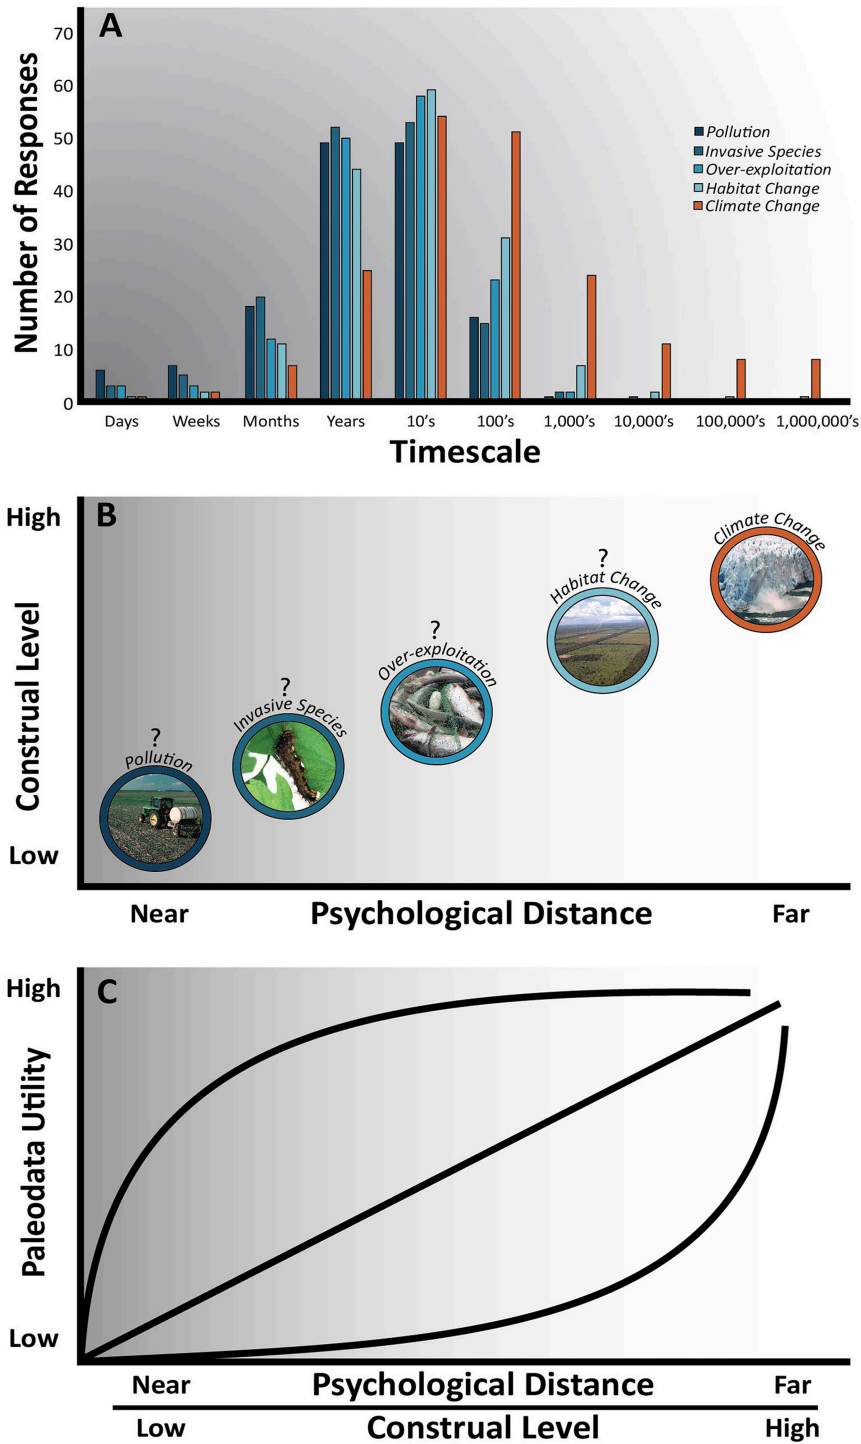 A
70
60
50
40
30
20
10
0
Number of Responses
Pollution
Invasive Species
Over-exploitation
Habitat Change
Climate Change
Days Weeks Months Years 10's 100's 1,000's 10,000's 100,000's 1,000,000's
Timescale
B
High
Construal Level
Low
?
Pollution
?
Invasive Species
?
Over-exploitation
?
Habitat Change
Climate Change
Near Psychological Distance Far
C
High
Paleodata Utility
Low
Near Psychological Distance Far
Low Construal Level High